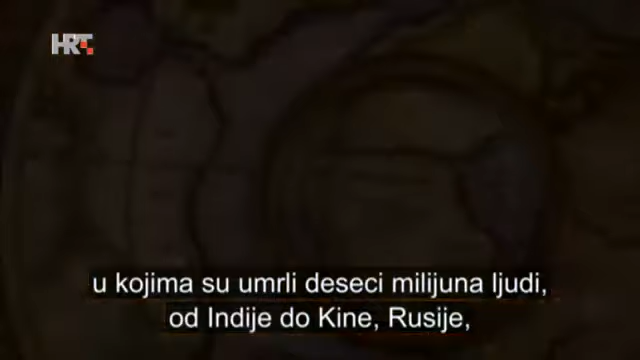 HRT
u kojima su umrli deseci milijuna ljudi,
od Indije do Kine, Rusije,